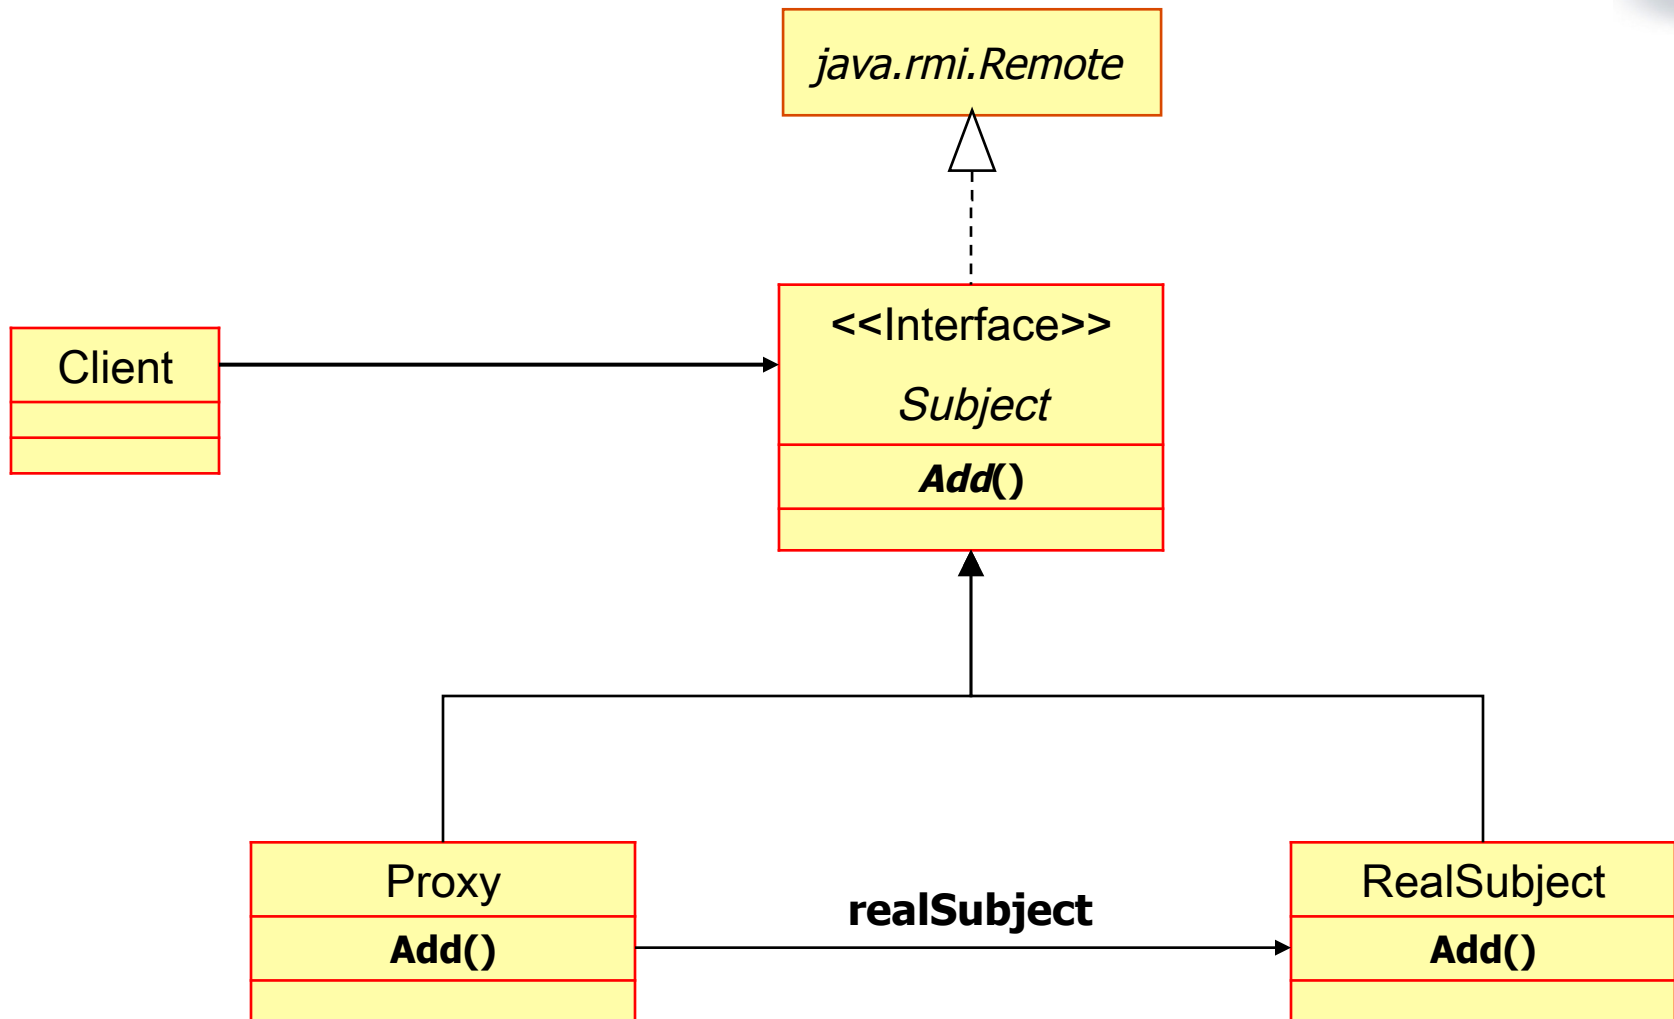 java.rmi.Remote
<<Interface>>
Client
Subject
Add()
Proxy
RealSubject
realSubject
Add()
Add()